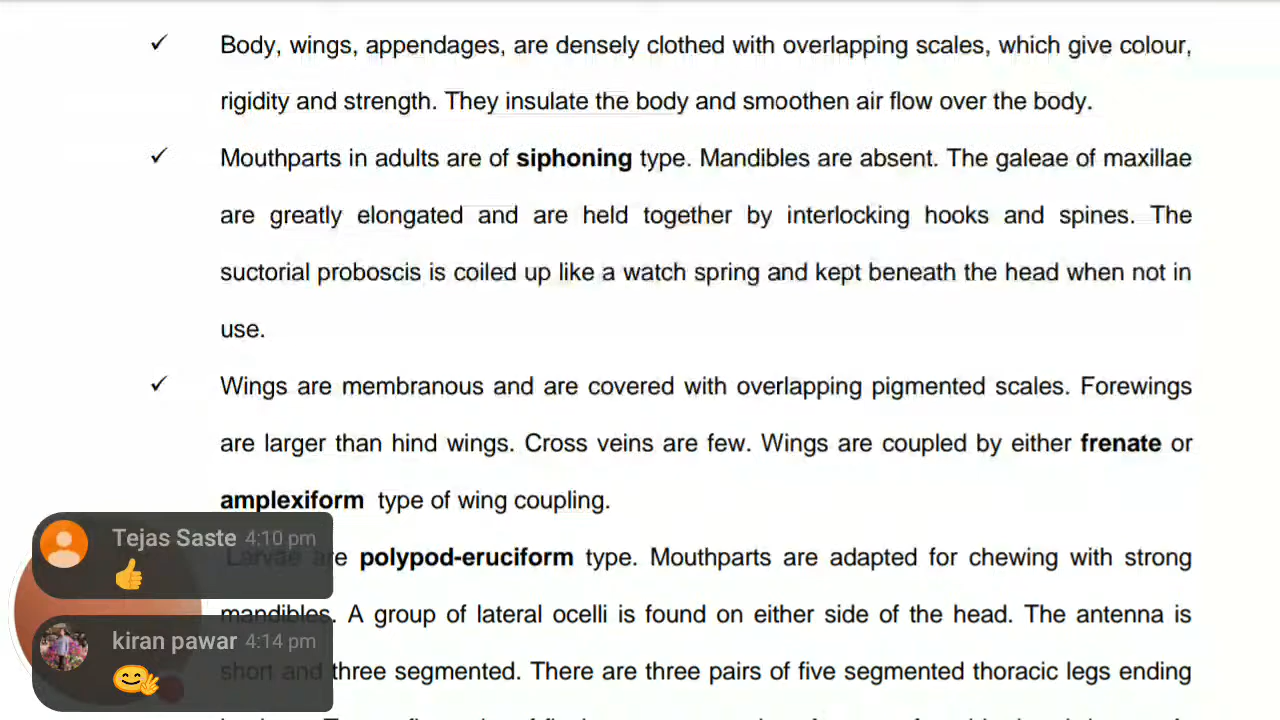 ✓ Body, wings, appendages, are densely clothed with overlapping scales, which give colour,
rigidity and strength. They insulate the body and smoothen air flow over the body.
✓ Mouthparts in adults are of siphoning type. Mandibles are absent. The galeae of maxillae
are greatly elongated and are held together by interlocking hooks and spines. The
suctorial proboscis is coiled up like a watch spring and kept beneath the head when not in
use.
✓ Wings are membranous and are covered with overlapping pigmented scales. Forewings
are larger than hind wings. Cross veins are few. Wings are coupled by either frenate or
amplexiform type of wing coupling.
Larvae are polypod-eruciform type. Mouthparts are adapted for chewing with strong
mandibles. A group of lateral ocelli is found on either side of the head. The antenna is
short and three segmented. There are three pairs of five segmented thoracic legs ending
Tejas Saste 4:10 pm
👍
kiran pawar 4:14 pm
😊👋